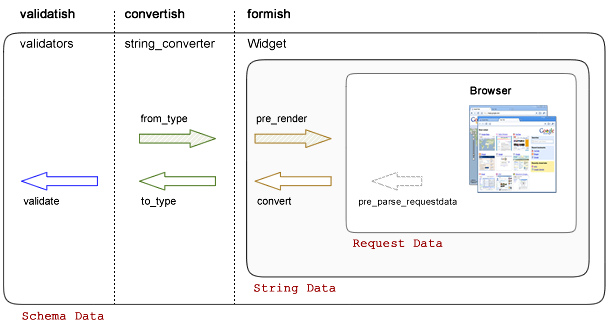 validatish convertish formish
validators string_converter Widget
Browser
from_type pre_render
Google
validate to_type convert pre_parse_requestdata
Request Data
String Data
Schema Data